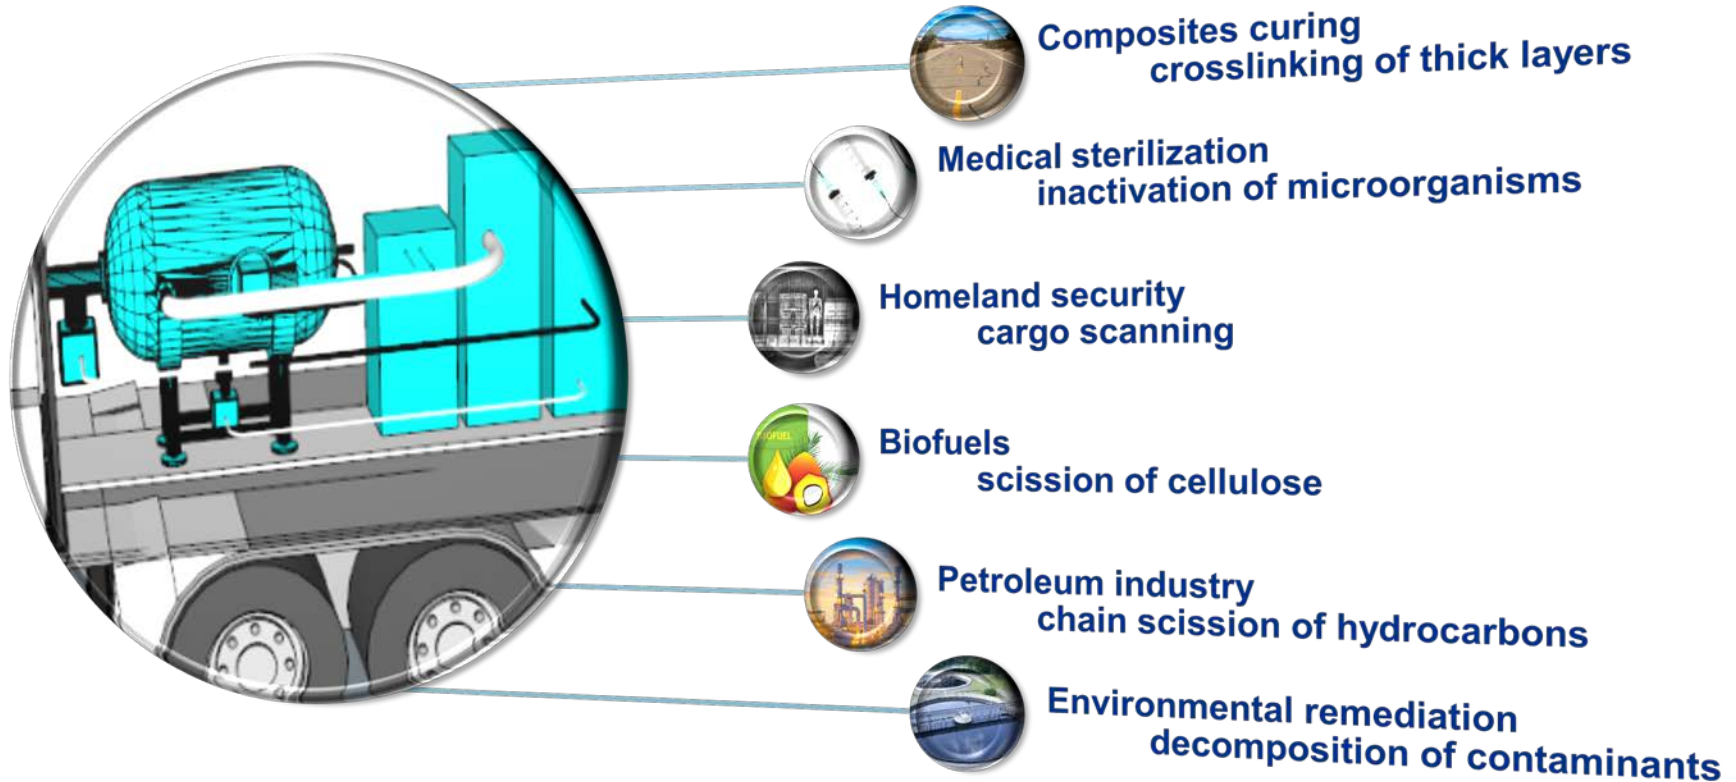 Composites curing
crosslinking of thick layers
Medical sterilization
inactivation of microorganisms
Homeland security
cargo scanning
BIOFUEL
Biofuels
scission of cellulose
Petroleum industry
chain scission of hydrocarbons
Environmental remediation
decomposition of contaminants